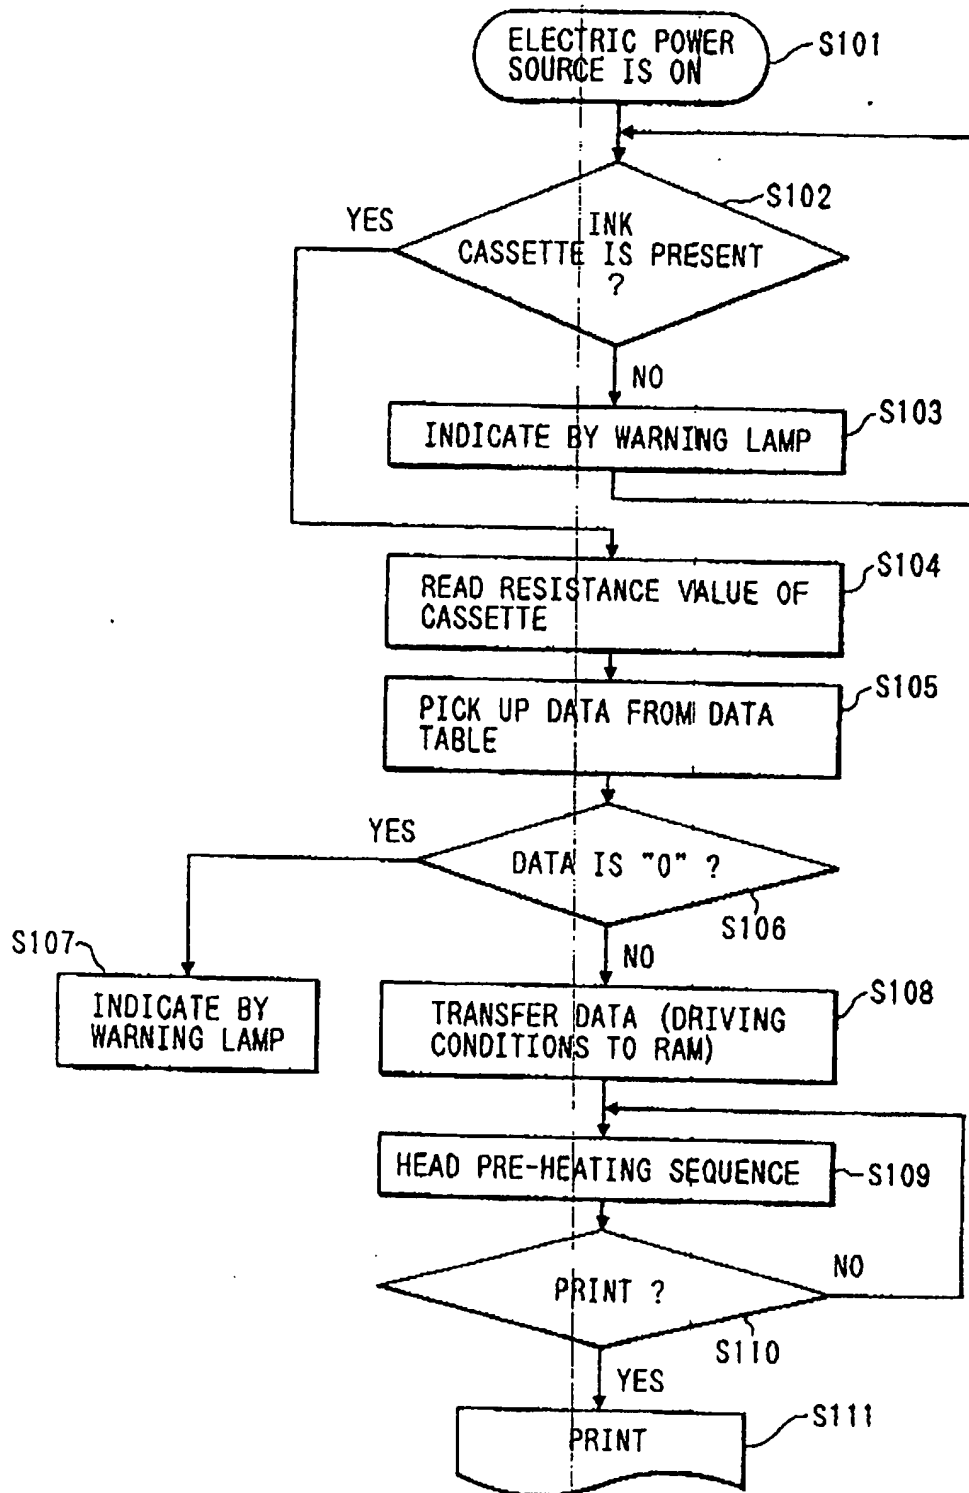 ELECTRIC POWER
SOURCE IS ON
S101
S102
YES
INK
CASSETTE IS PRESENT
?
NO
S103
INDICATE BY WARNING LAMP
S104
READ RESISTANCE VALUE OF
CASSETTE
S105
PICK UP DATA FROM DATA
TABLE
YES
DATA IS "0" ?
S106
NO
S107
INDICATE BY
WARNING LAMP
S108
TRANSFER DATA (DRIVING
CONDITIONS TO RAM)
HEAD PRE-HEATING SEQUENCE
S109
NO
PRINT ?
S110
YES
S111
PRINT